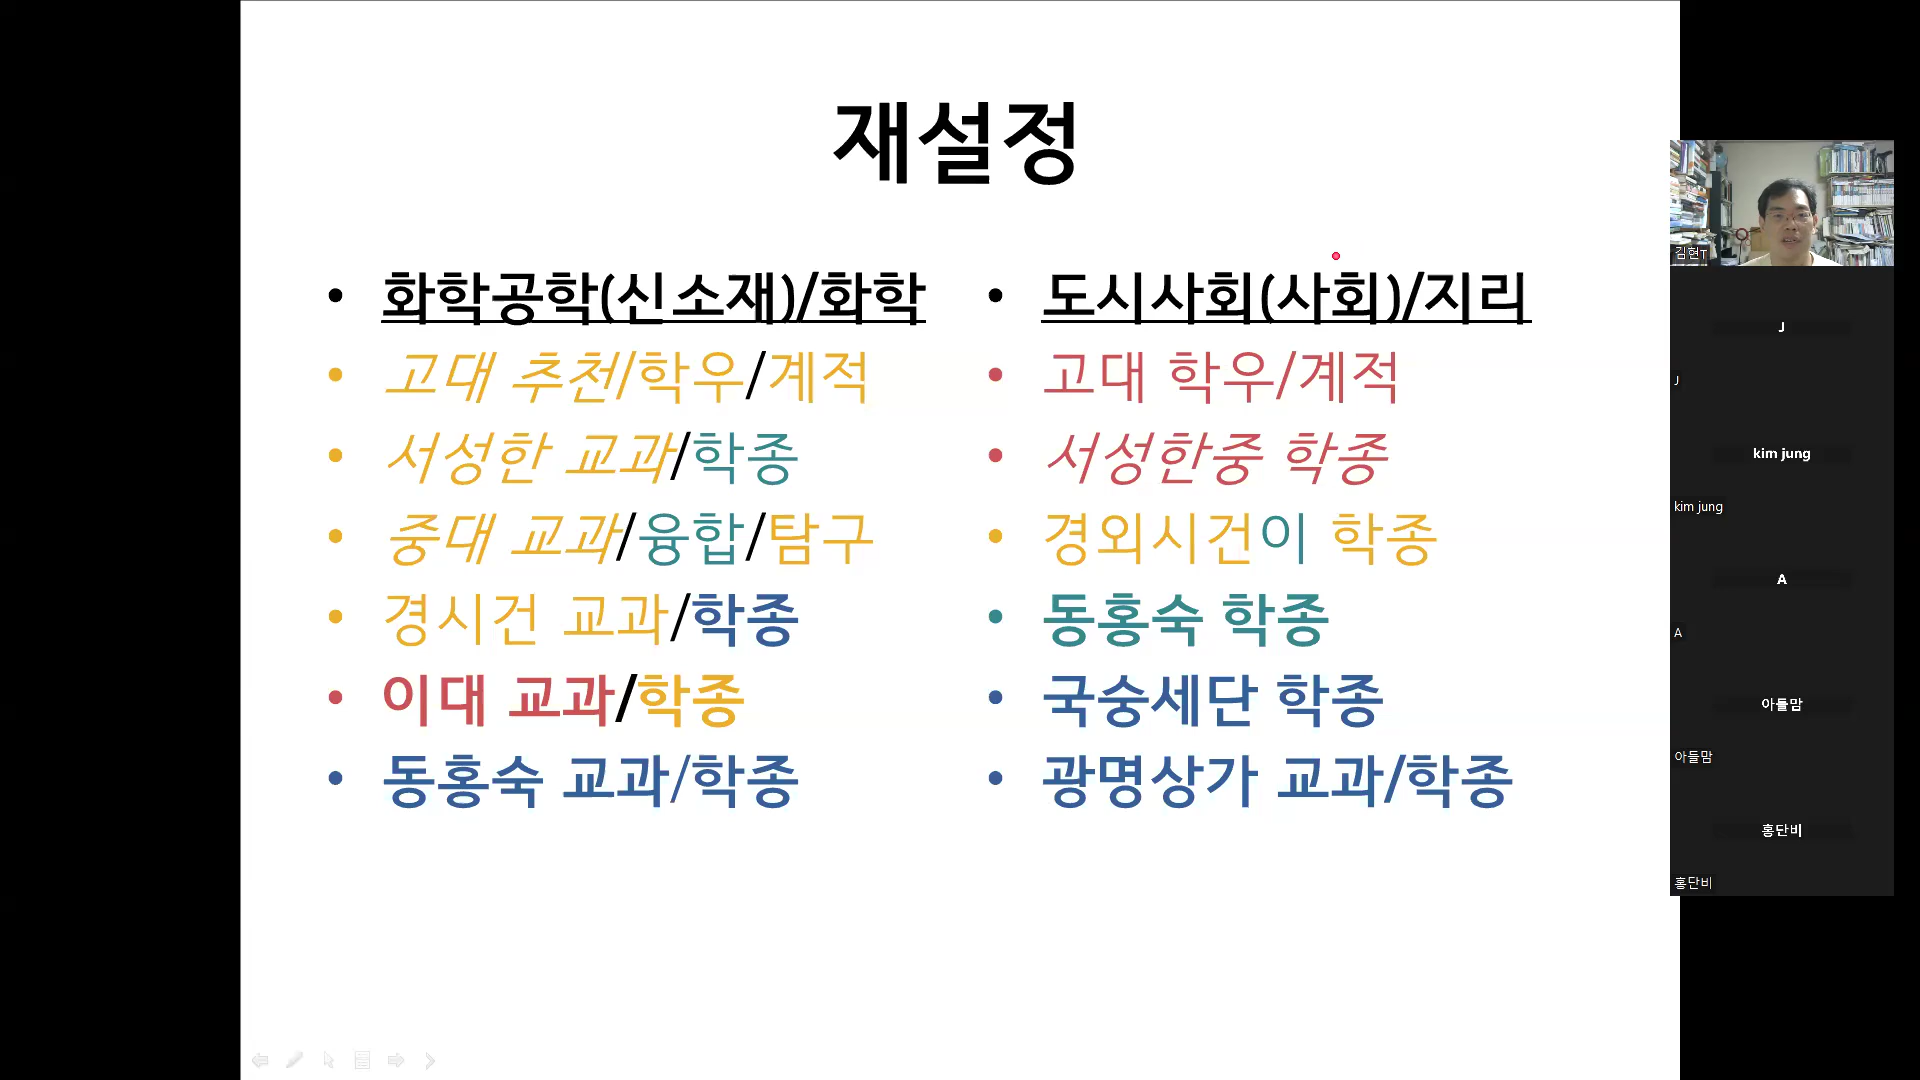 재설정
• 화학공학(신소재)/화학
• 고대 추천/학우/계적
• 서성한 교과/학종
• 중대 교과/융합/탐구
• 경시건 교과/학종
• 이대 교과/학종
• 동홍숙 교과/학종
• 도시사회(사회)/지리
• 고대 학우/계적
• 서성한중 학종
• 경외시건이 학종
• 동홍숙 학종
• 국숭세단 학종
• 광명상가 교과/학종
김현T
J
J
kim jung
kim jung
A
A
아들맘
아들맘
홍단비
홍단비